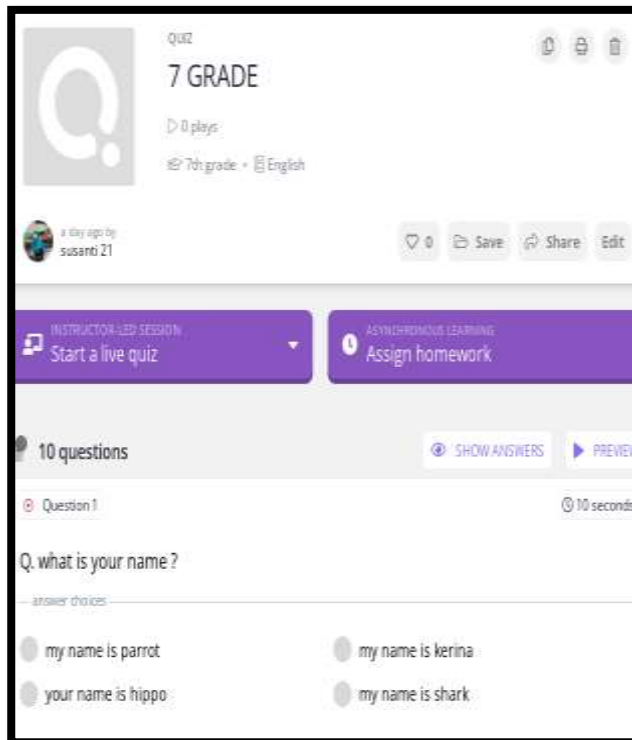 QUIZ
7 GRADE
0 plays
7th grade • English
a day ago by
susanti 21
0 Save Share Edit
INSTRUCTOR-LED SESSION
Start a live quiz
ASYNCHRONOUS LEARNING
Assign homework
10 questions
SHOW ANSWERS PREVIEW
Question 1
10 seconds
Q. what is your name ?
answer choices
my name is parrot
my name is kerina
your name is hippo
my name is shark